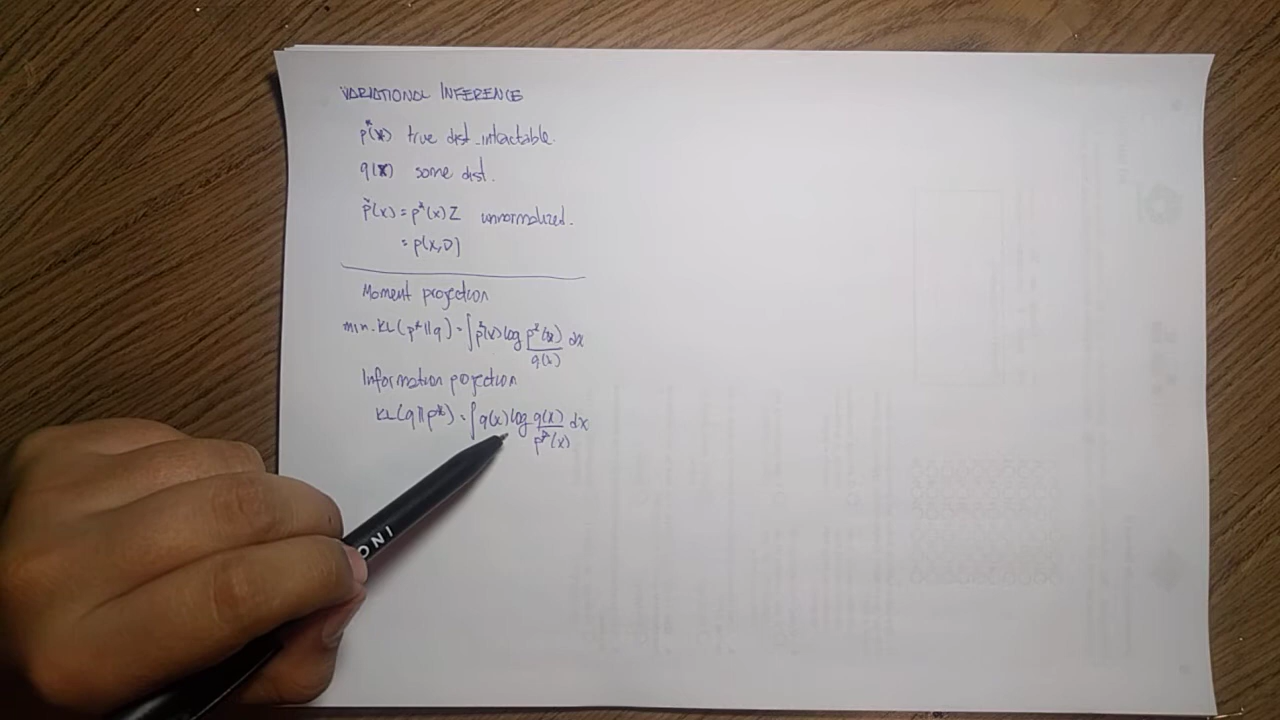 VARIATIONAL INFERENCE
p*(x) true dist. intractable.
q(x) some dist.
p̃(x) = p*(x)Z unnormalized.
= p(x,D)
Moment projection
min. KL(p*||q) = ∫p*(x) log p*(x)/q(x) dx
Information projection
KL(q||p*) = ∫q(x) log q(x)/p*(x) dx
ONI